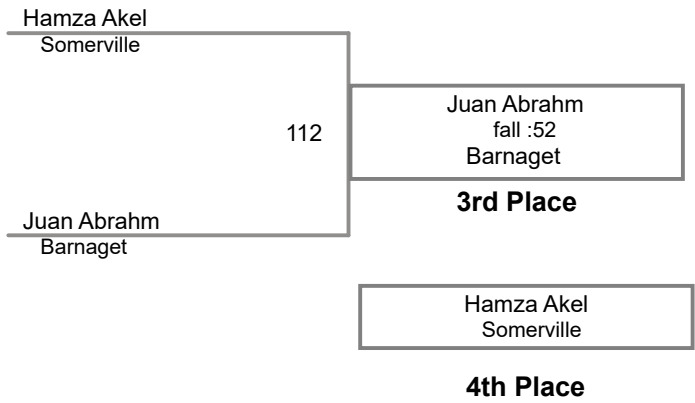 Hamza Akel
Somerville
Juan Abrahm
fall :52
112
Barnaget
3rd Place
Juan Abrahm
Barnaget
Hamza Akel
Somerville
4th Place